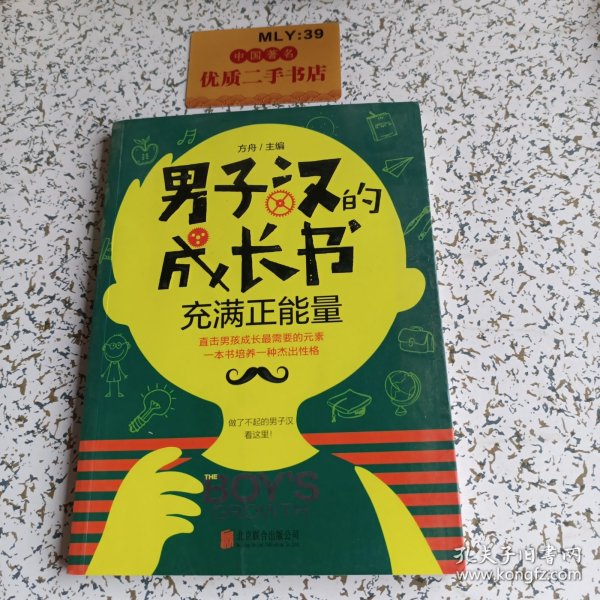 MLY:39
中国著名
优质二手书店
方舟/主编
男子汉的
成长书
充满正能量
直击男孩成长最需要的元素
一本书培养一种杰出性格
做了不起的男子汉
看这里!
THE
BOY'S
GROWTH
北京联合出版公司
孔夫子旧书网
www.kongfz.com